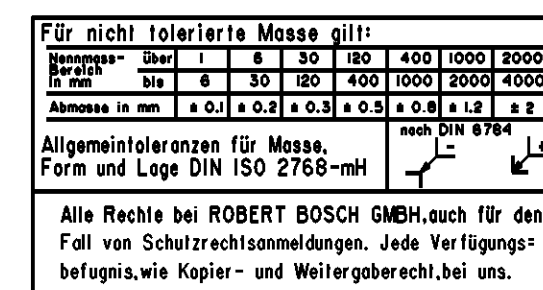 Für nicht tolerierte Masse gilt:
Nennmass- über 1 6 30 120 400 1000 2000
Bereich
in mm bis 6 30 120 400 1000 2000 4000
Abmasse in mm ± 0.1 ± 0.2 ± 0.3 ± 0.5 ± 0.8 ± 1.2 ± 2
Allgemeintoleranzen für Masse,
Form und Lage DIN ISO 2768-mH
nach DIN 6784
- +
Alle Rechte bei ROBERT BOSCH GMBH,auch für den
Fall von Schutzrechtsanmeldungen. Jede Verfügungs=
befugnis,wie Kopier- und Weitergaberecht,bei uns.